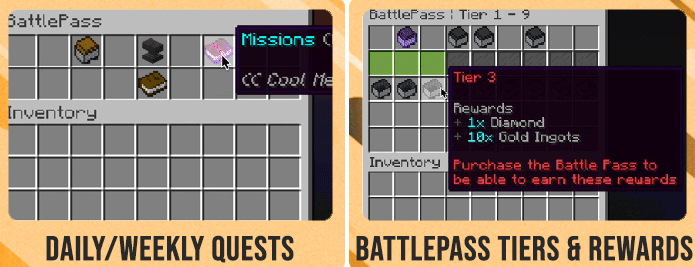 BattlePass
Missions
CC Cool Me
Inventory
DAILY/WEEKLY QUESTS
BattlePass | Tier 1 - 9
Tier 3
Rewards
+ 1x Diamond
+ 10x Gold Ingots
Inventory
Purchase the Battle Pass to
be able to earn these rewards
BATTLEPASS TIERS & REWARDS